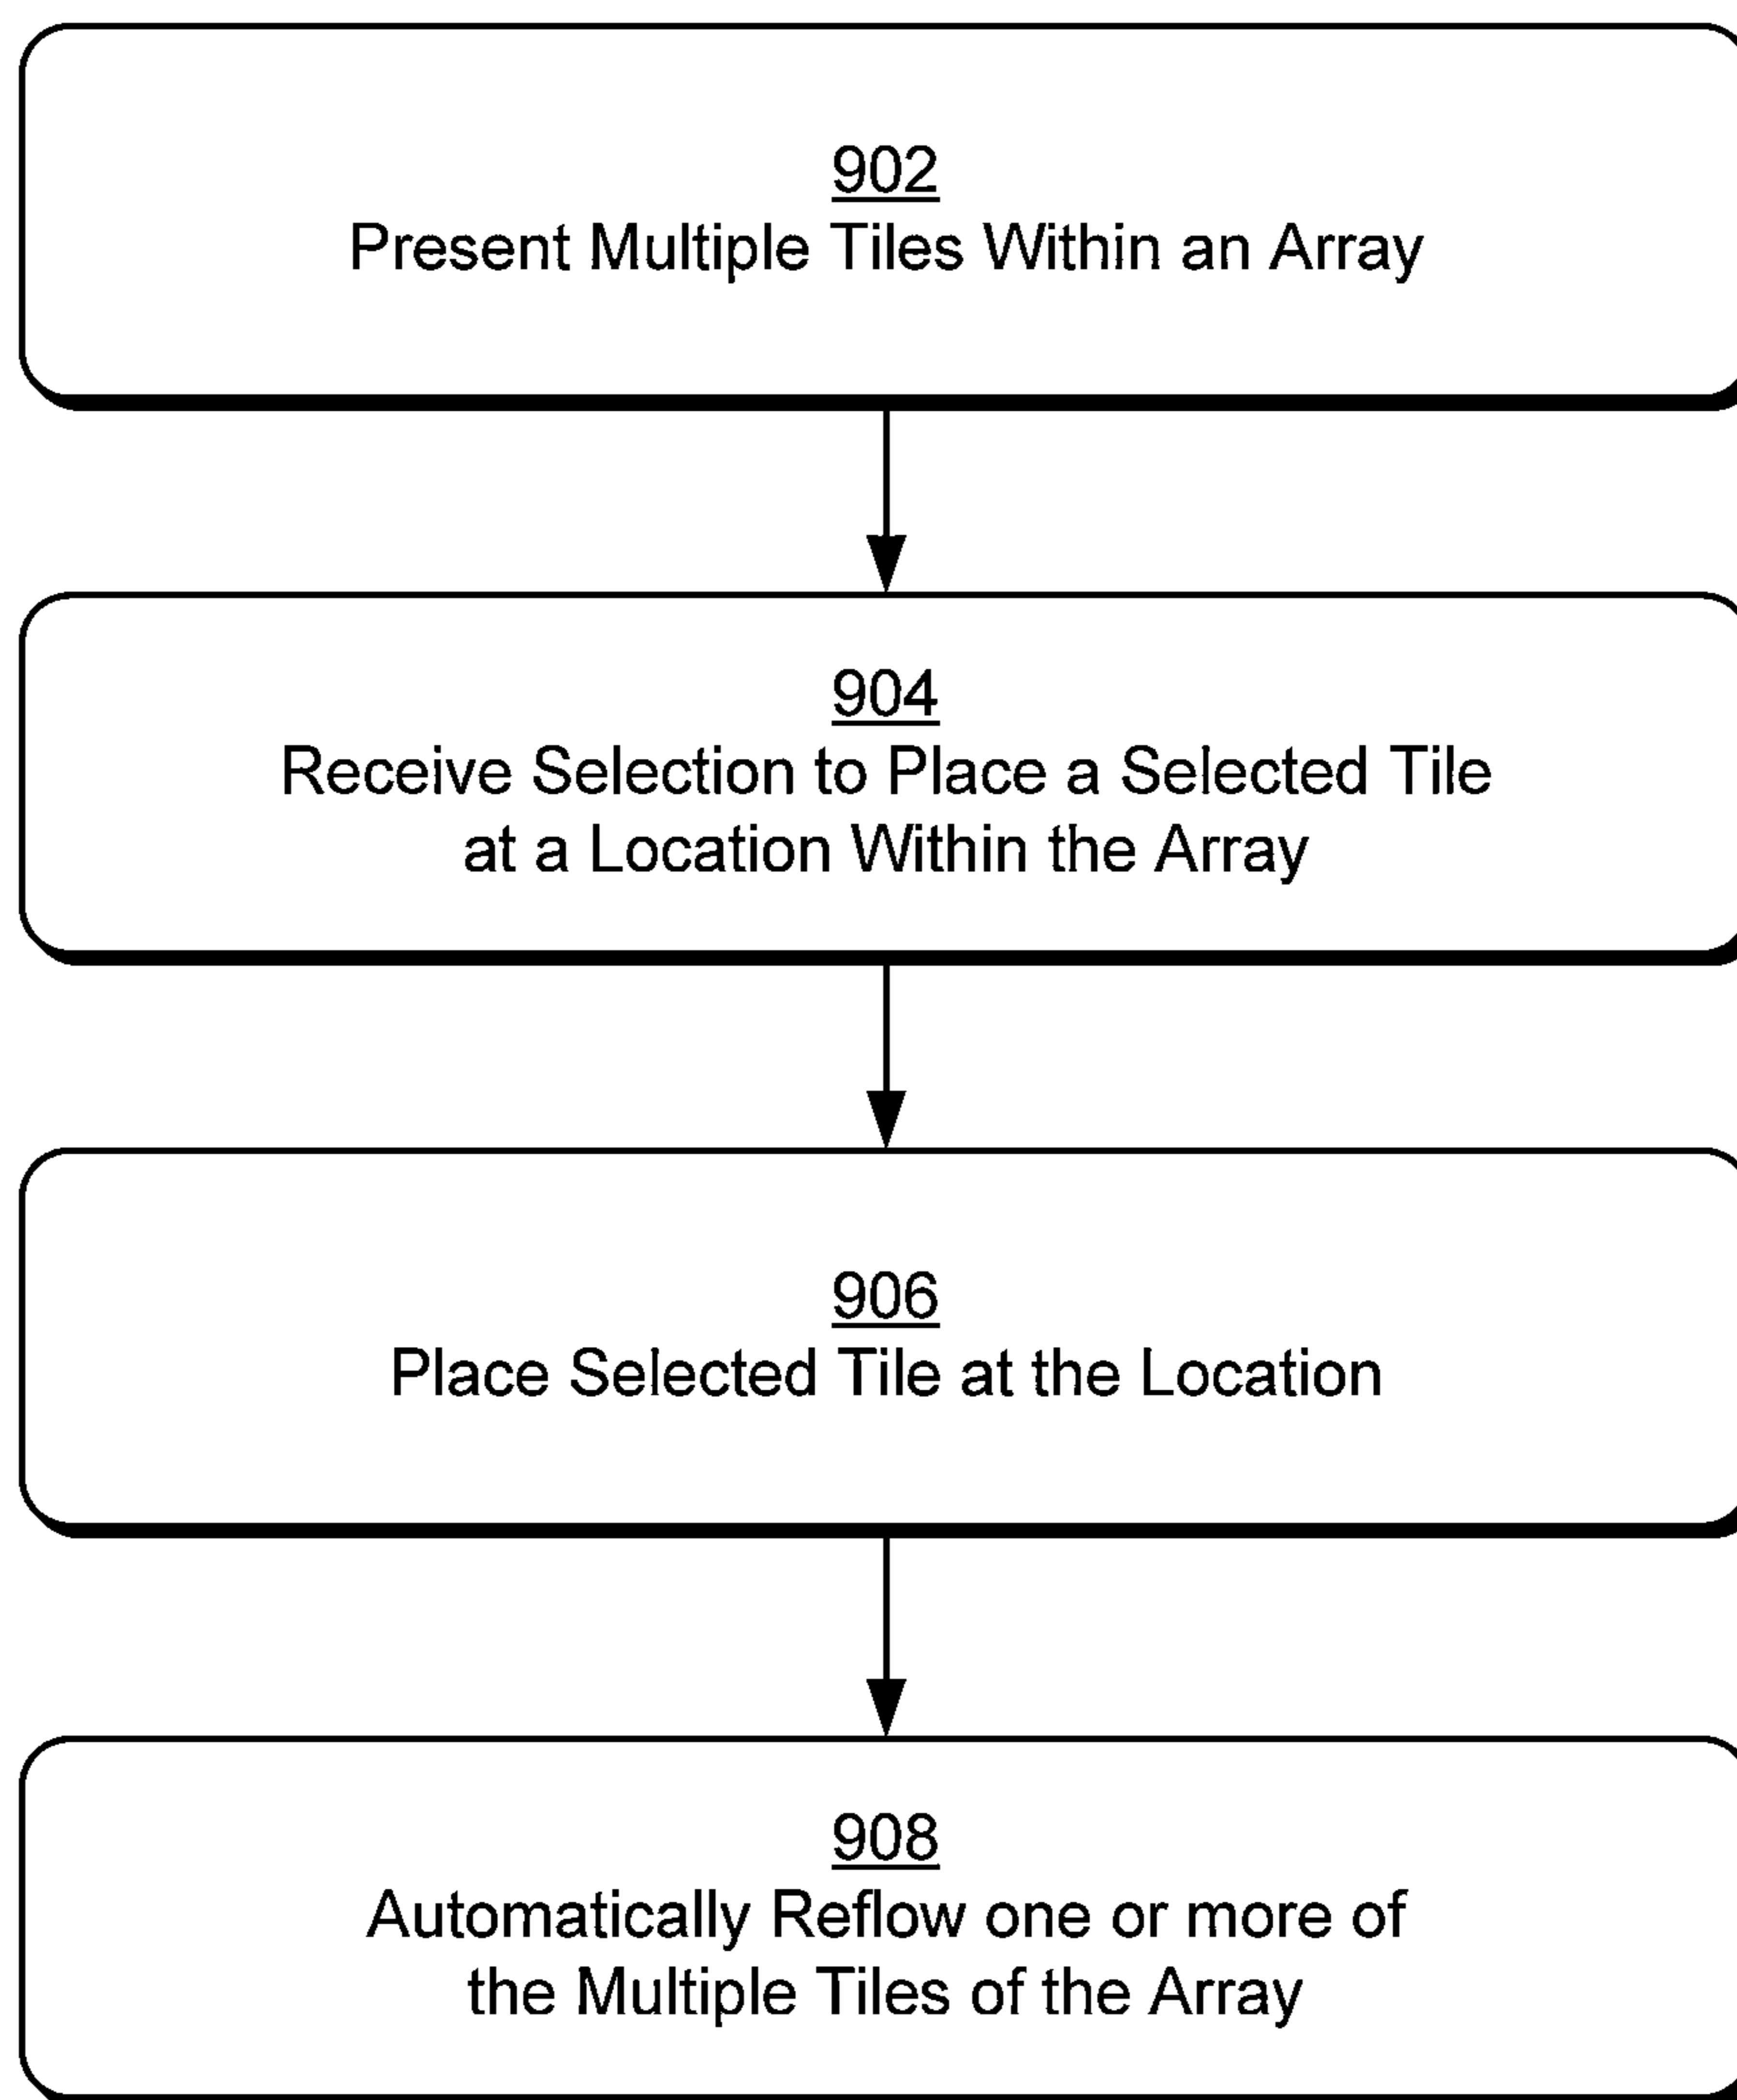 902
Present Multiple Tiles Within an Array
904
Receive Selection to Place a Selected Tile
at a Location Within the Array
906
Place Selected Tile at the Location
908
Automatically Reflow one or more of
the Multiple Tiles of the Array